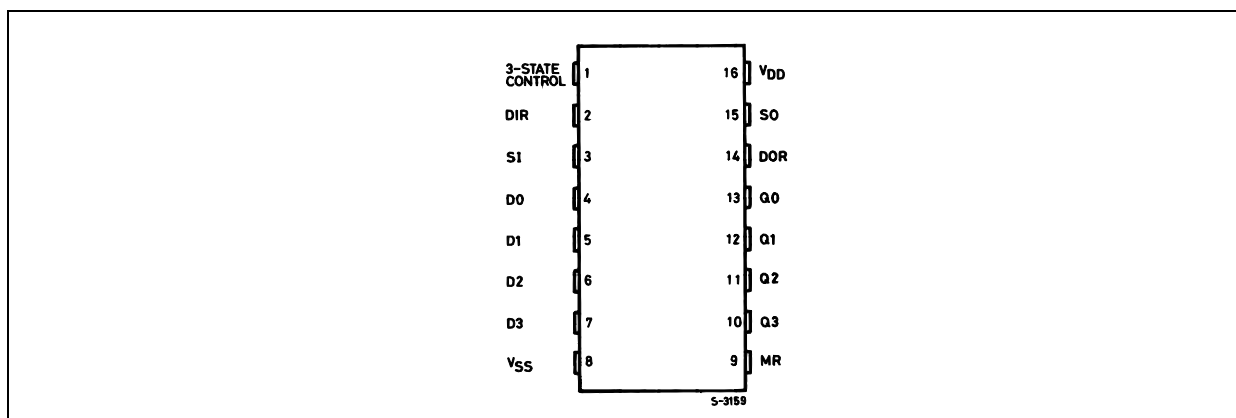 3-STATE
CONTROL 1 16 VDD
DIR 2 15 SO
SI 3 14 DOR
D0 4 13 Q0
D1 5 12 Q1
D2 6 11 Q2
D3 7 10 Q3
VSS 8 9 MR
S-3159